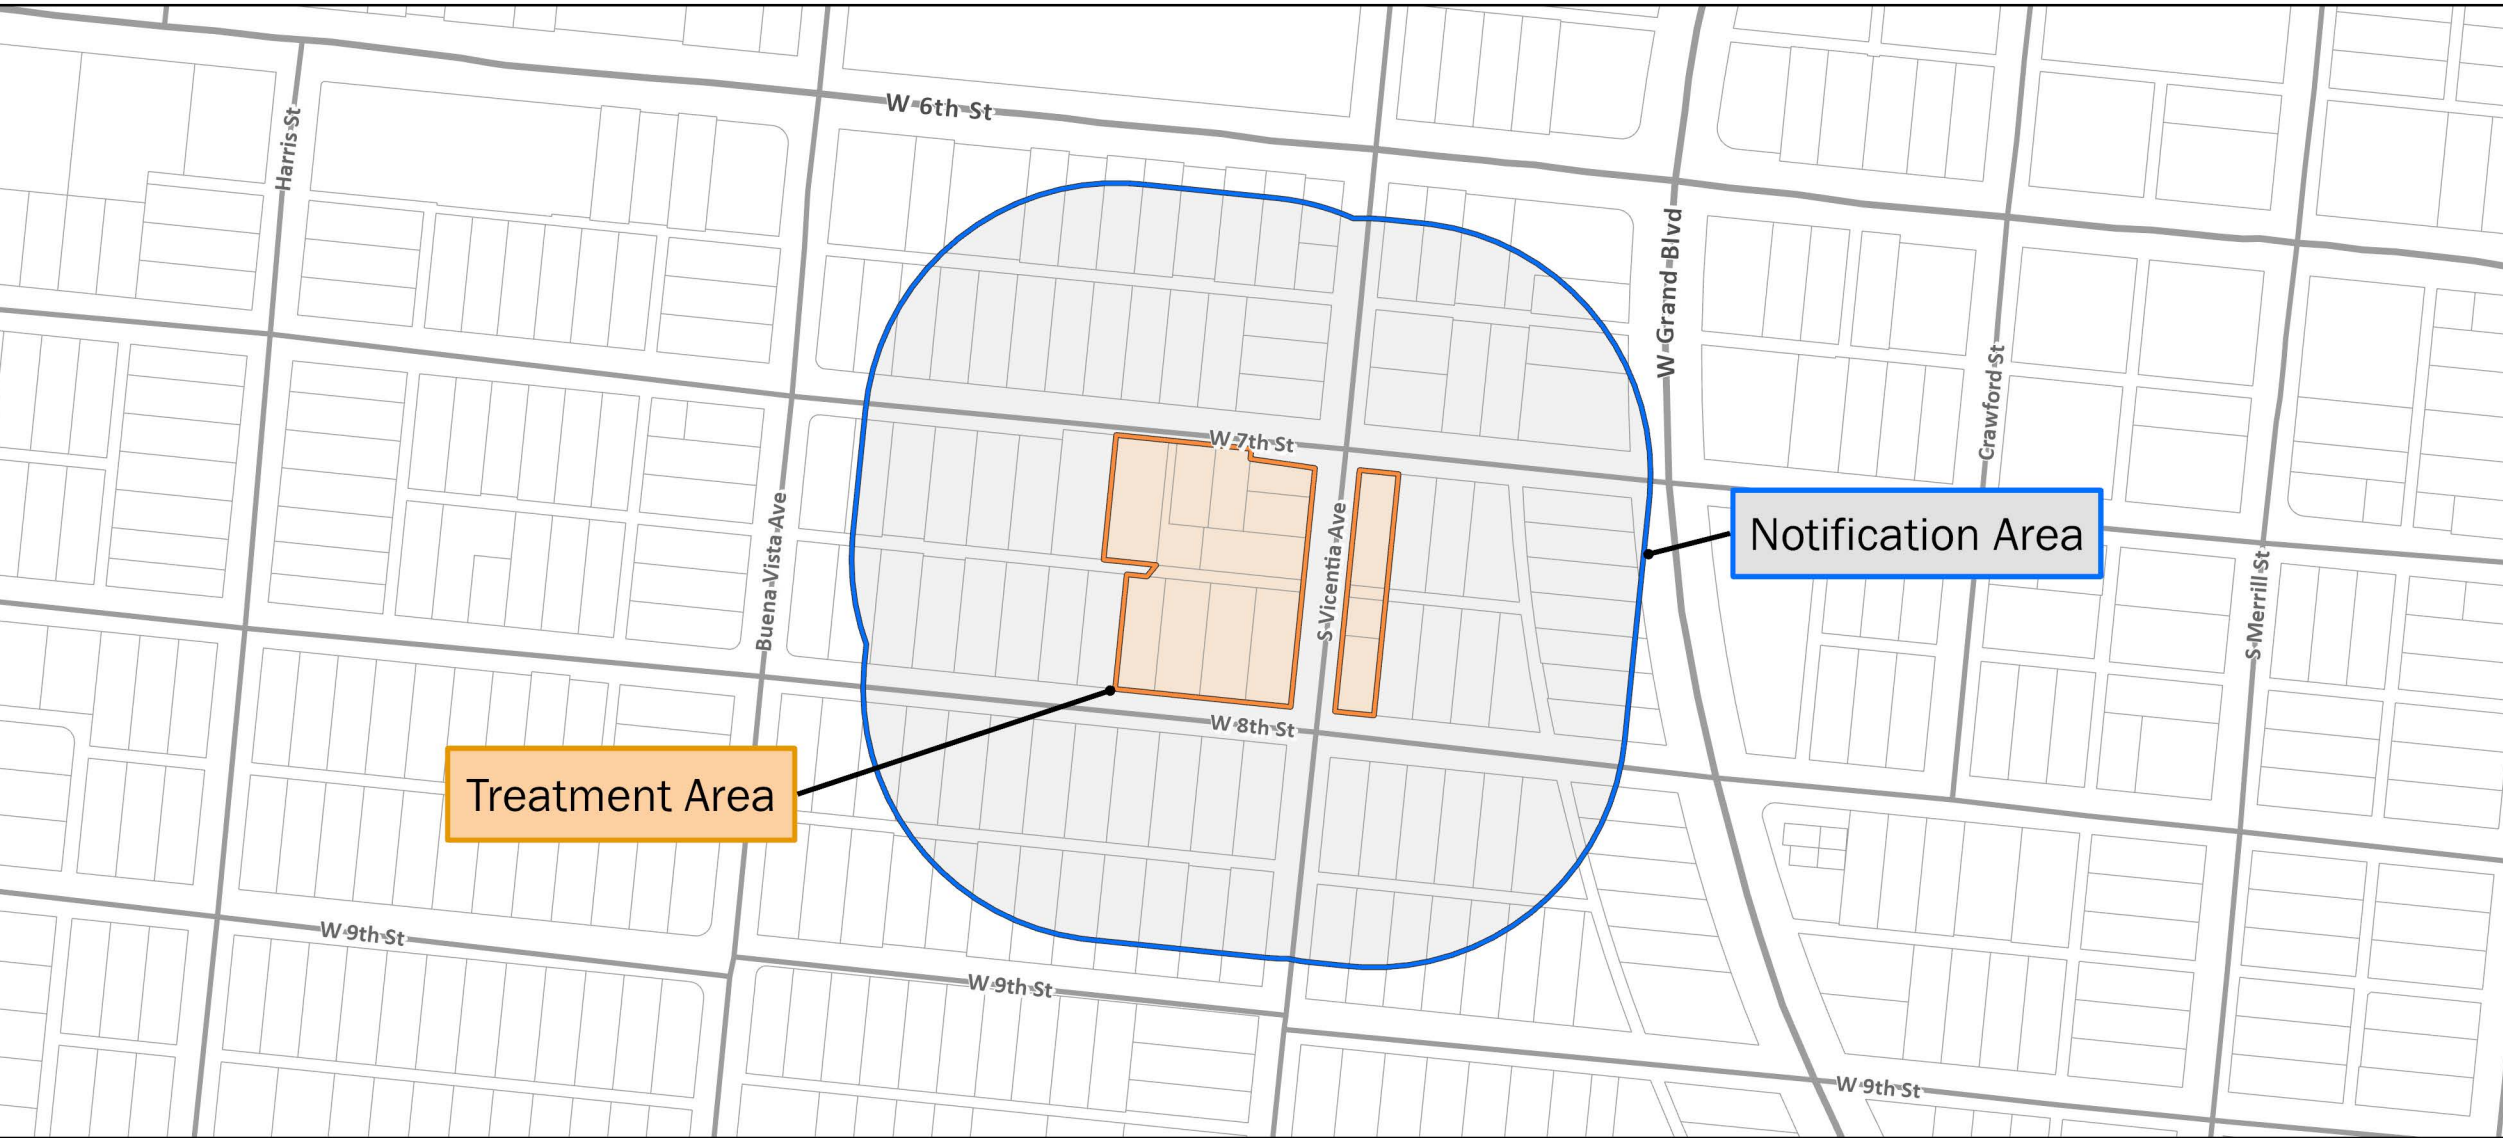 W 6th St
Harris St
W Grand Blvd
Crawford St
W 7th St
Buena Vista Ave
S Vicentia Ave
Notification Area
S Merrill St
W 8th St
Treatment Area
W 9th St
W 9th St
W 9th St